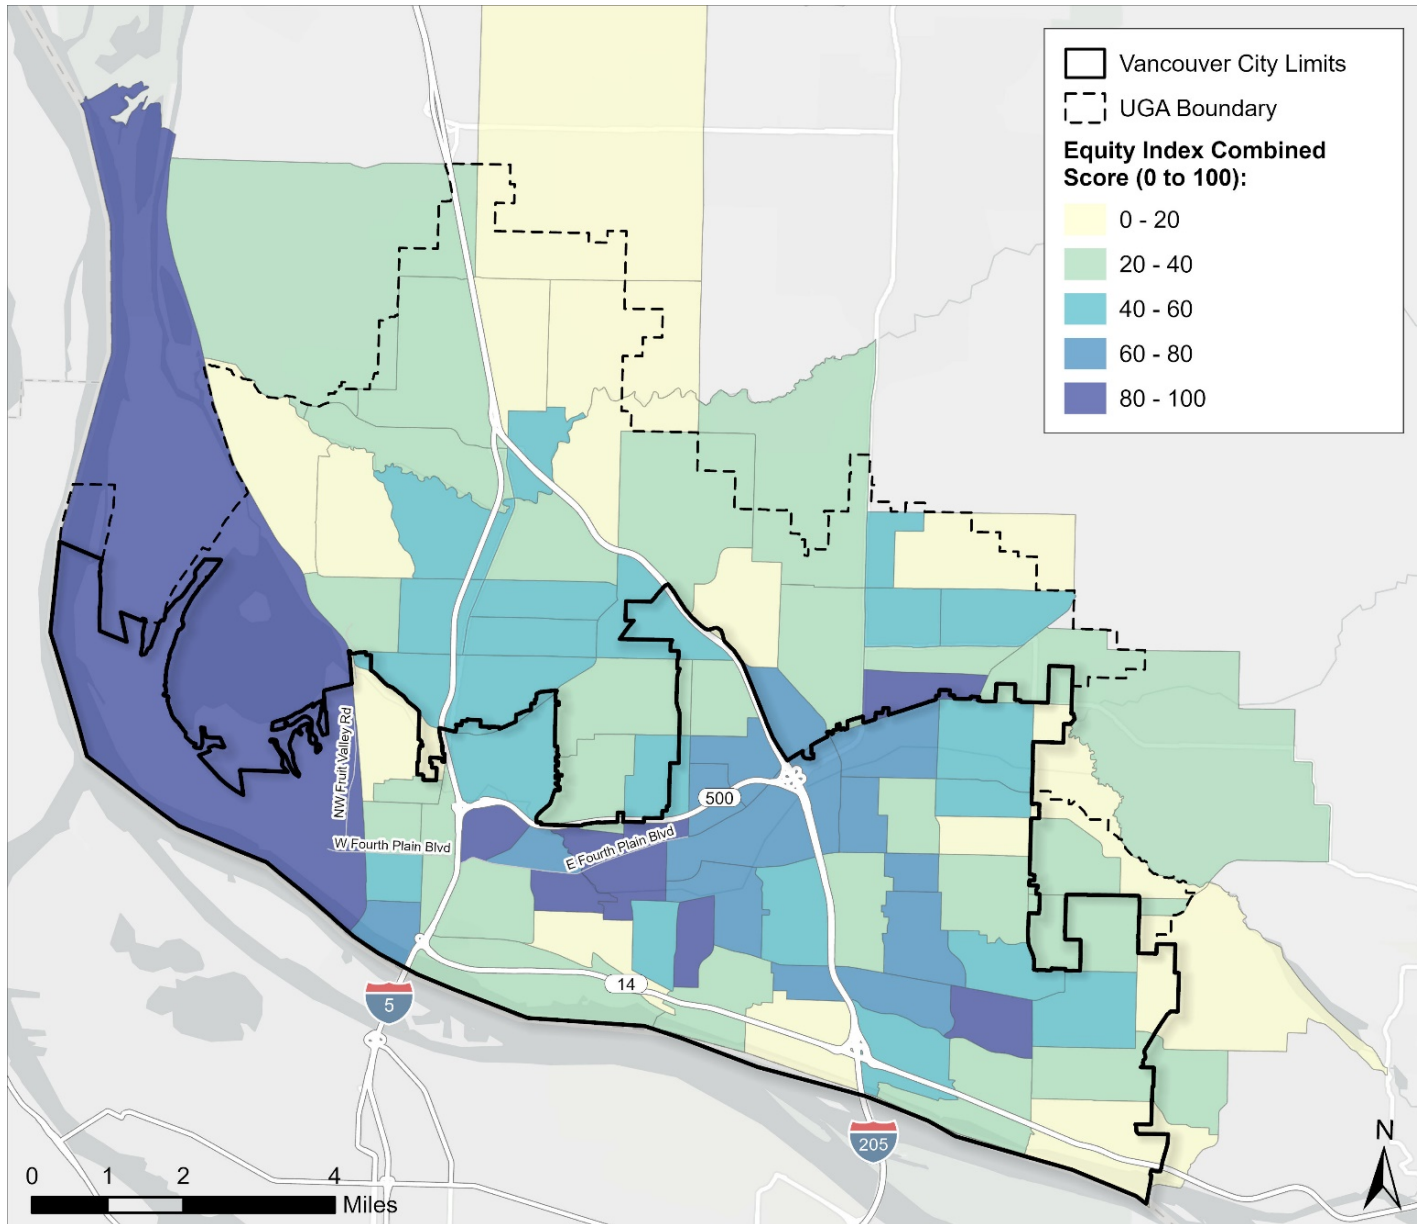 Vancouver City Limits
UGA Boundary
Equity Index Combined
Score (0 to 100):
0 - 20
20 - 40
40 - 60
60 - 80
80 - 100
NW Fruit Valley Rd
W Fourth Plain Blvd
E Fourth Plain Blvd
500
14
5
205
N
0 1 2 4
Miles